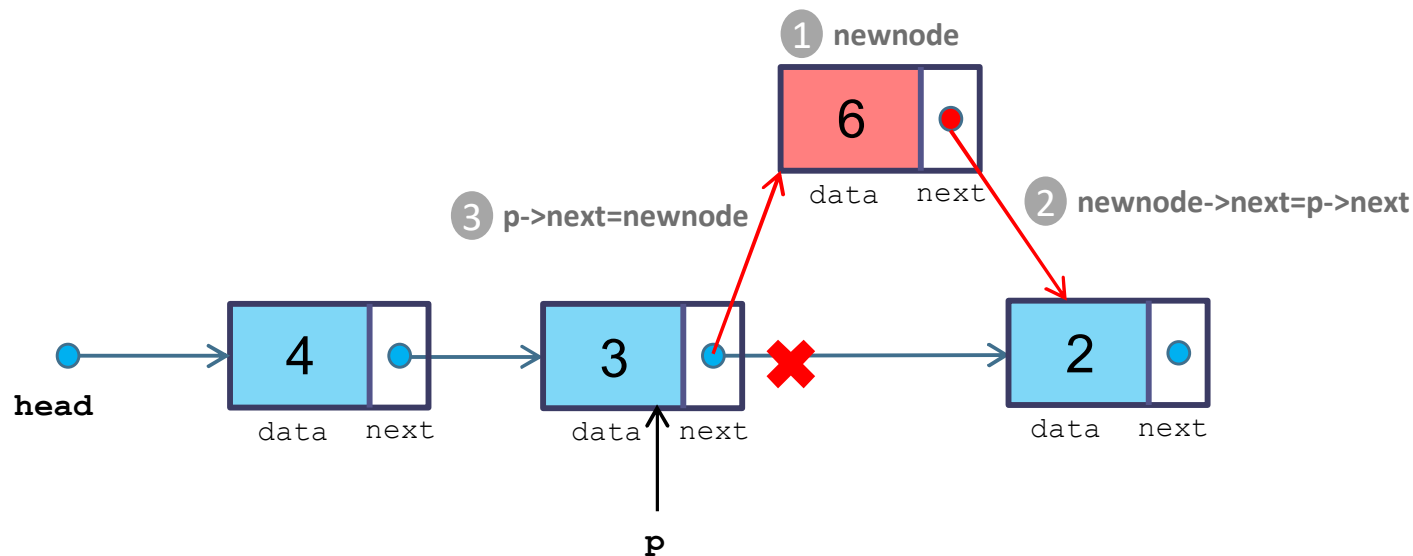 1 newnode
6
data next
3 p->next=newnode
2 newnode->next=p->next
head
4
data next
3
data next
2
data next
p